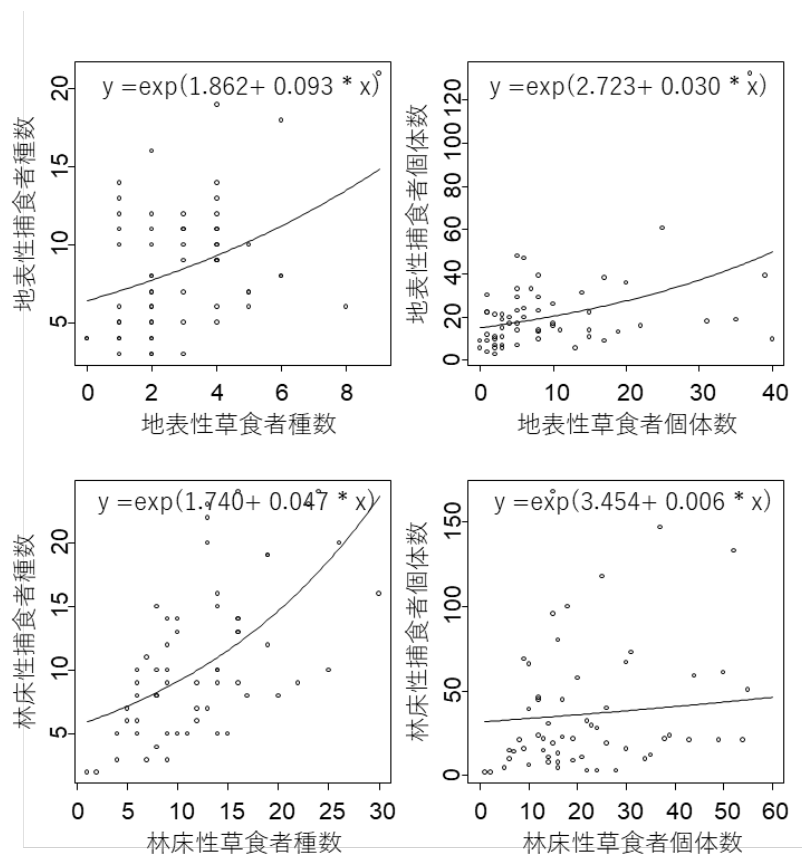 y =exp(1.862+ 0.093 * x)
地表性捕食者種数
20
15
10
5
0 2 4 6 8
地表性草食者種数
y =exp(2.723+ 0.030 * x)
地表性捕食者個体数
120
100
80
60
40
20
0
0 10 20 30 40
地表性草食者個体数
y =exp(1.740+ 0.047 * x)
林床性捕食者種数
20
15
10
5
0 5 10 15 20 25 30
林床性草食者種数
y =exp(3.454+ 0.006 * x)
林床性捕食者個体数
150
100
50
0
0 10 20 30 40 50 60
林床性草食者個体数